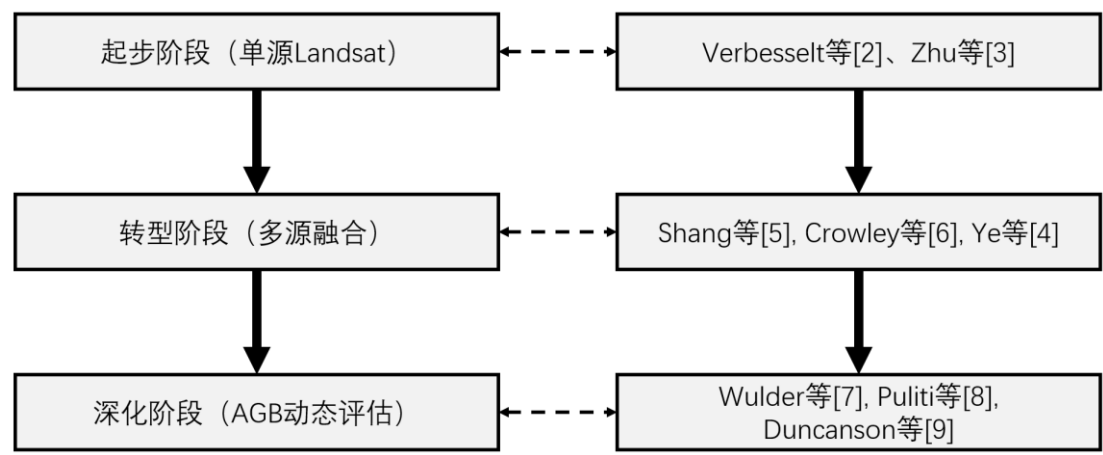 起步阶段（单源Landsat）
Verbesselt等[2]、Zhu等[3]
转型阶段（多源融合）
Shang等[5], Crowley等[6], Ye等[4]
深化阶段（AGB动态评估）
Wulder等[7], Puliti等[8],
Duncanson等[9]